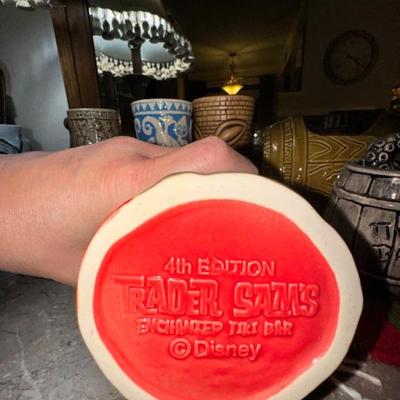 4th EDITION
TRADER SAM'S
ENCHANTED TIKI BAR
©Disney